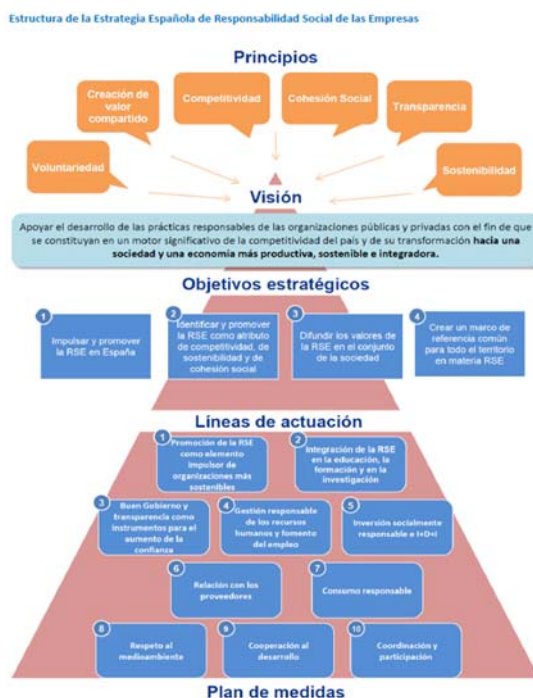 Estructura de la Estrategia Española de Responsabilidad Social de las Empresas
Principios
Creación de
valor
compartido
Competitividad
Cohesión Social
Transparencia
Voluntariedad
Sostenibilidad
Visión
Apoyar el desarrollo de las prácticas responsables de las organizaciones públicas y privadas con el fin de que
se constituyan en un motor significativo de la competitividad del país y de su transformación hacia una
sociedad y una economía más productiva, sostenible e integradora.
Objetivos estratégicos
1
Impulsar y promover
la RSE en España
2
Identificar y promover
la RSE como atributo
de competitividad, de
sostenibilidad y de
cohesión social
3
Difundir los valores de
la RSE en el conjunto
de la sociedad
4
Crear un marco de
referencia común
para todo el territorio
en materia RSE
Líneas de actuación
1
Promoción de la RSE
como elemento
impulsor de
organizaciones más
sostenibles
2
Integración de la RSE
en la educación, la
formación y en la
investigación
3
Buen Gobierno y
transparencia como
instrumentos para el
aumento de la
confianza
4
Gestión responsable
de los recursos
humanos y fomento
del empleo
5
Inversión socialmente
responsable e I+D+i
6
Relación con los
proveedores
7
Consumo responsable
8
Respeto al
medioambiente
9
Cooperación al
desarrollo
10
Coordinación y
participación
Plan de medidas